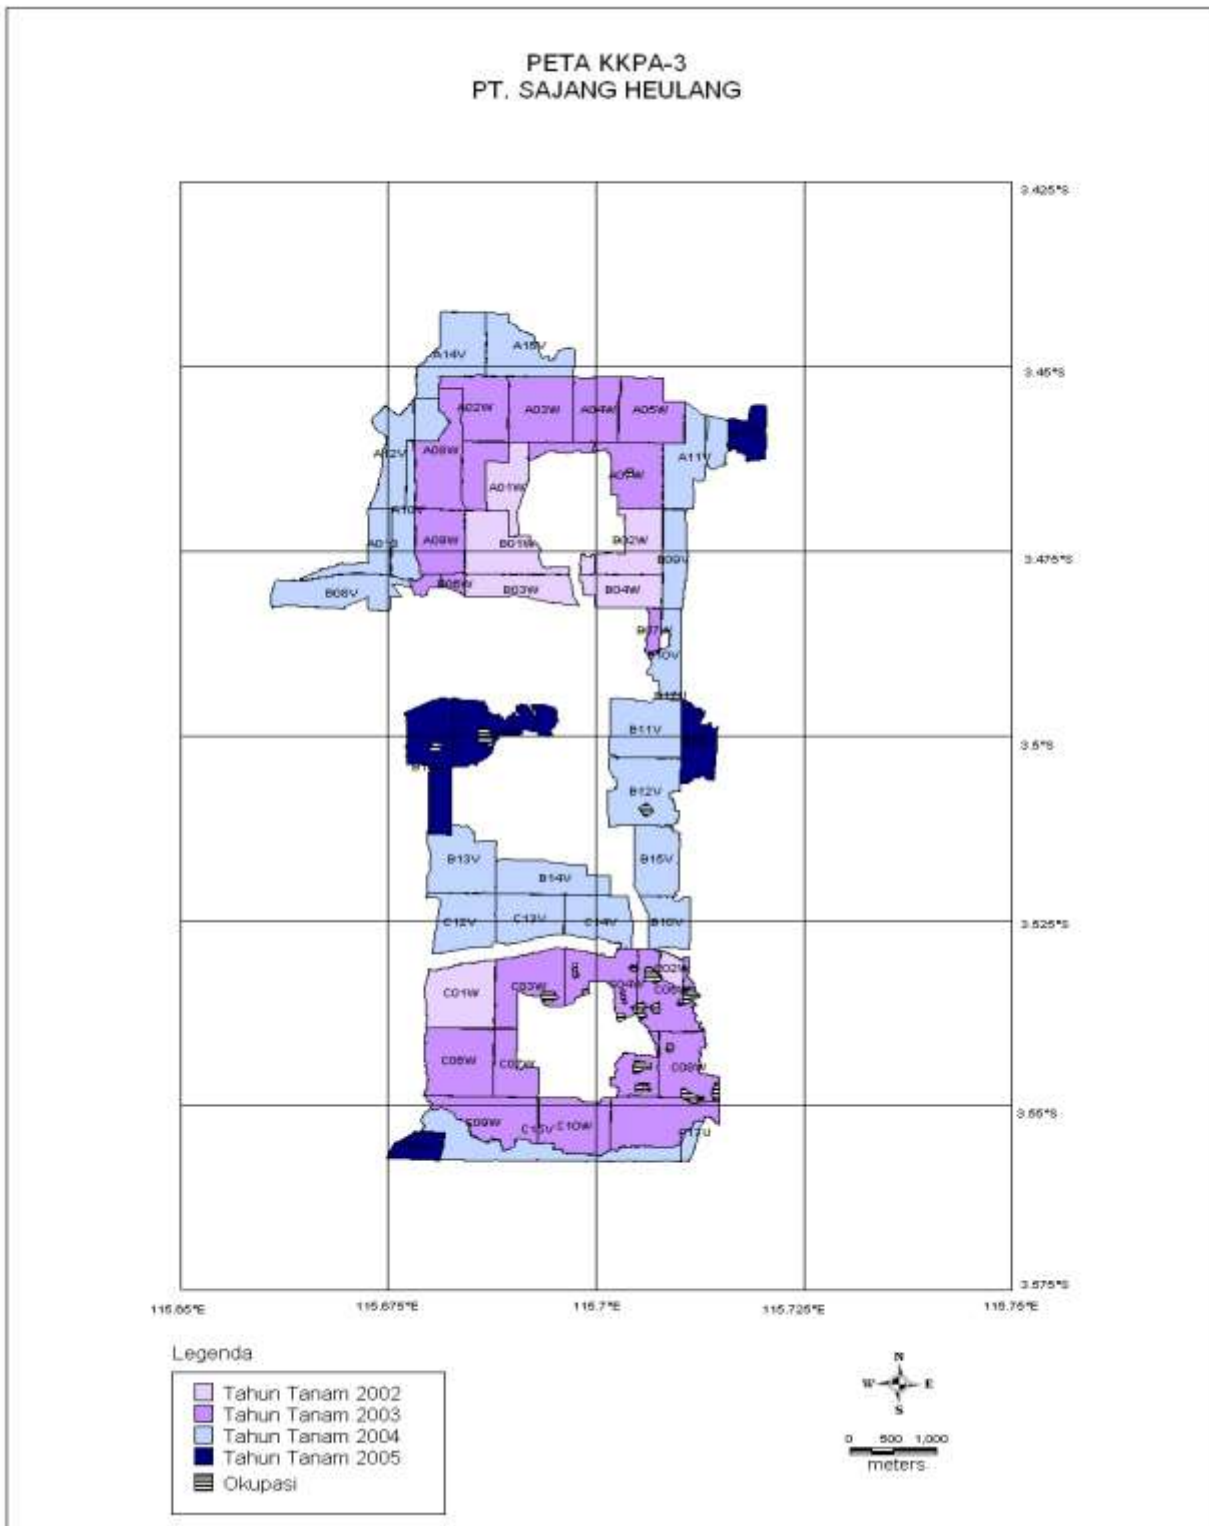 PETA KKPA-3
PT. SAJANG HEULANG
3.425°S
A14V
A15V
3.45°S
A02W
A03W
A04W
A05W
A12V
A11V
A01W
A07W
A09W
B01W
B02W
B09V
3.475°S
B03W
B04W
B08V
B07W
B11V
3.5°S
B12V
B13V
B14V
B15V
C12V
C13V
C14V
3.525°S
C01W
C03W
C08W
C09W
C15V
C10W
3.55°S
3.575°S
115.65°E
115.675°E
115.7°E
115.725°E
115.75°E
Legenda
Tahun Tanam 2002
Tahun Tanam 2003
Tahun Tanam 2004
Tahun Tanam 2005
Okupasi
N
W
E
S
0 500 1,000
meters